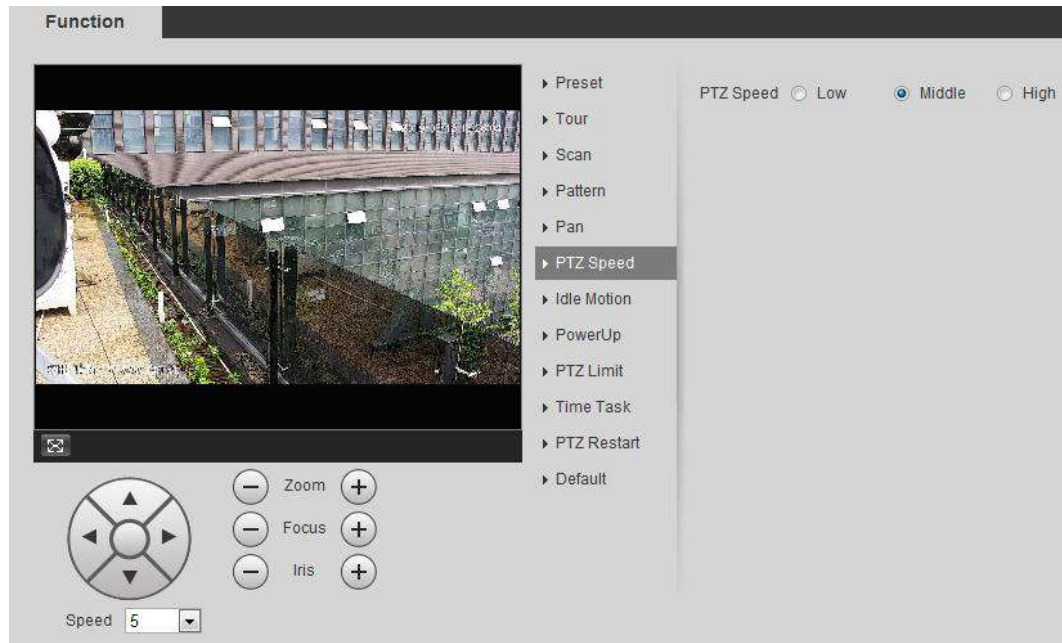 Function
Preset
Tour
Scan
Pattern
Pan
PTZ Speed
Idle Motion
PowerUp
PTZ Limit
Time Task
PTZ Restart
Default
PTZ Speed Low Middle High
Zoom
Focus
Iris
Speed 5